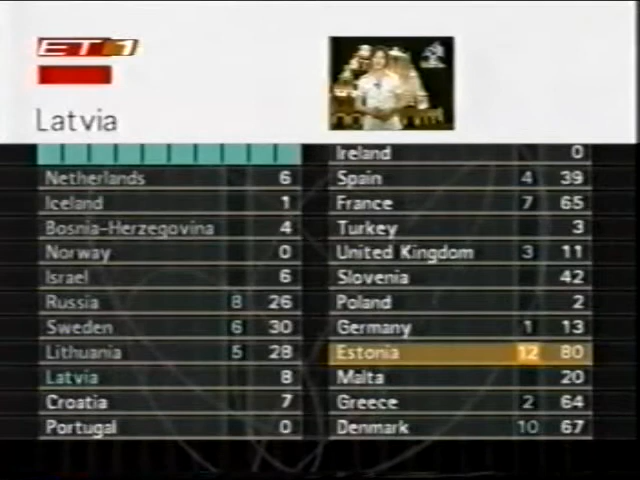 ET1
Latvia
Netherlands 6
Iceland 1
Bosnia-Herzegovina 4
Norway 0
Israel 6
Russia 8 26
Sweden 6 30
Lithuania 5 28
Latvia 8
Croatia 7
Portugal 0
Ireland 0
Spain 4 39
France 7 65
Turkey 3
United Kingdom 3 11
Slovenia 42
Poland 2
Germany 1 13
Estonia 12 80
Malta 20
Greece 2 64
Denmark 10 67